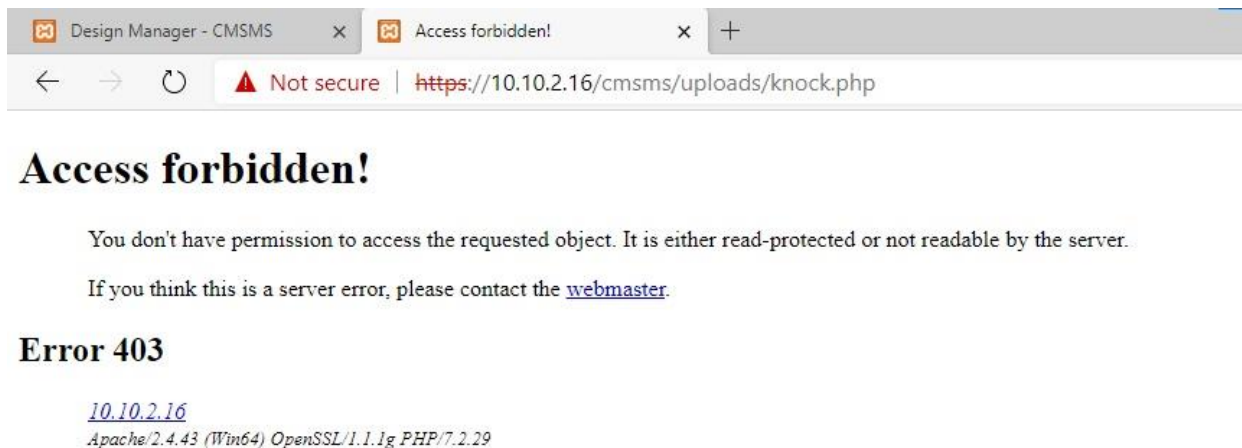 Design Manager - CMSMS
Access forbidden!
Not secure | https://10.10.2.16/cmsms/uploads/knock.php
Access forbidden!
You don't have permission to access the requested object. It is either read-protected or not readable by the server.
If you think this is a server error, please contact the webmaster.
Error 403
10.10.2.16
Apache/2.4.43 (Win64) OpenSSL/1.1.1g PHP/7.2.29